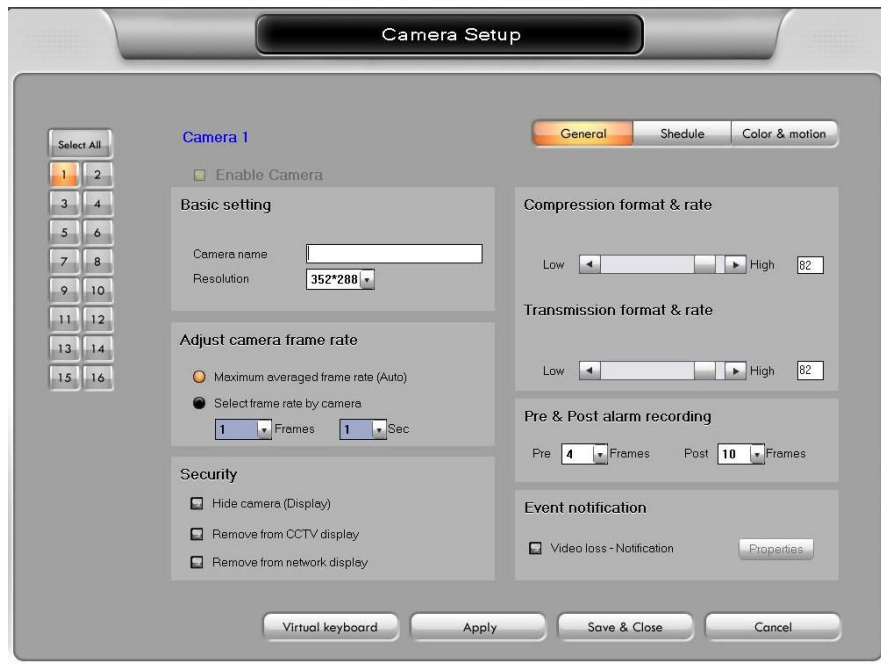 Camera Setup
Select All
1 2
3 4
5 6
7 8
9 10
11 12
13 14
15 16
Camera 1
General Shedule Color & motion
Enable Camera
Basic setting
Camera name
Resolution 352*288
Adjust camera frame rate
Maximum averaged frame rate (Auto)
Select frame rate by camera
1 Frames 1 Sec
Security
Hide camera (Display)
Remove from CCTV display
Remove from network display
Compression format & rate
Low High 82
Transmission format & rate
Low High 82
Pre & Post alarm recording
Pre 4 Frames Post 10 Frames
Event notification
Video loss - Notification Properties
Virtual keyboard Apply Save & Close Cancel